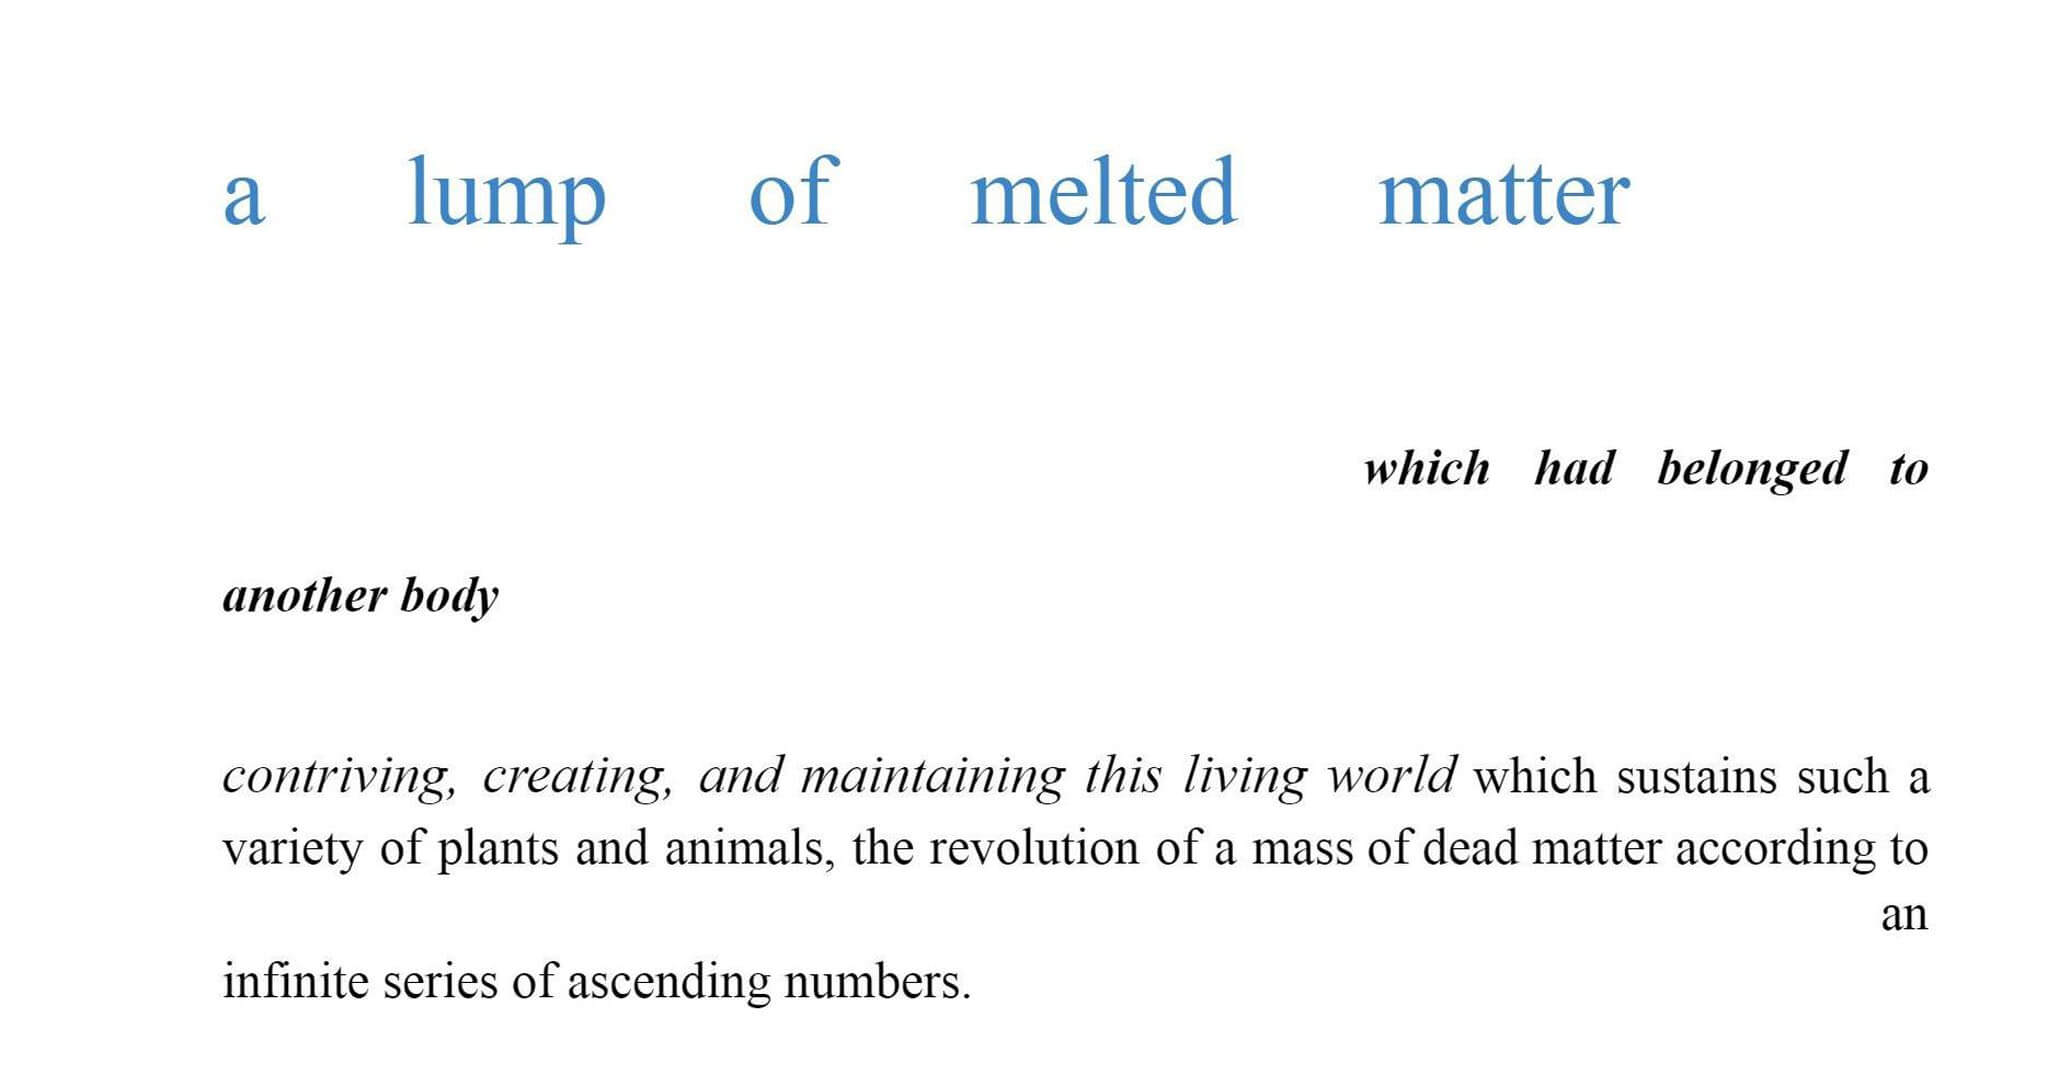 a lump of melted matter
which had belonged to
another body
contriving, creating, and maintaining this living world which sustains such a
variety of plants and animals, the revolution of a mass of dead matter according to
an
infinite series of ascending numbers.